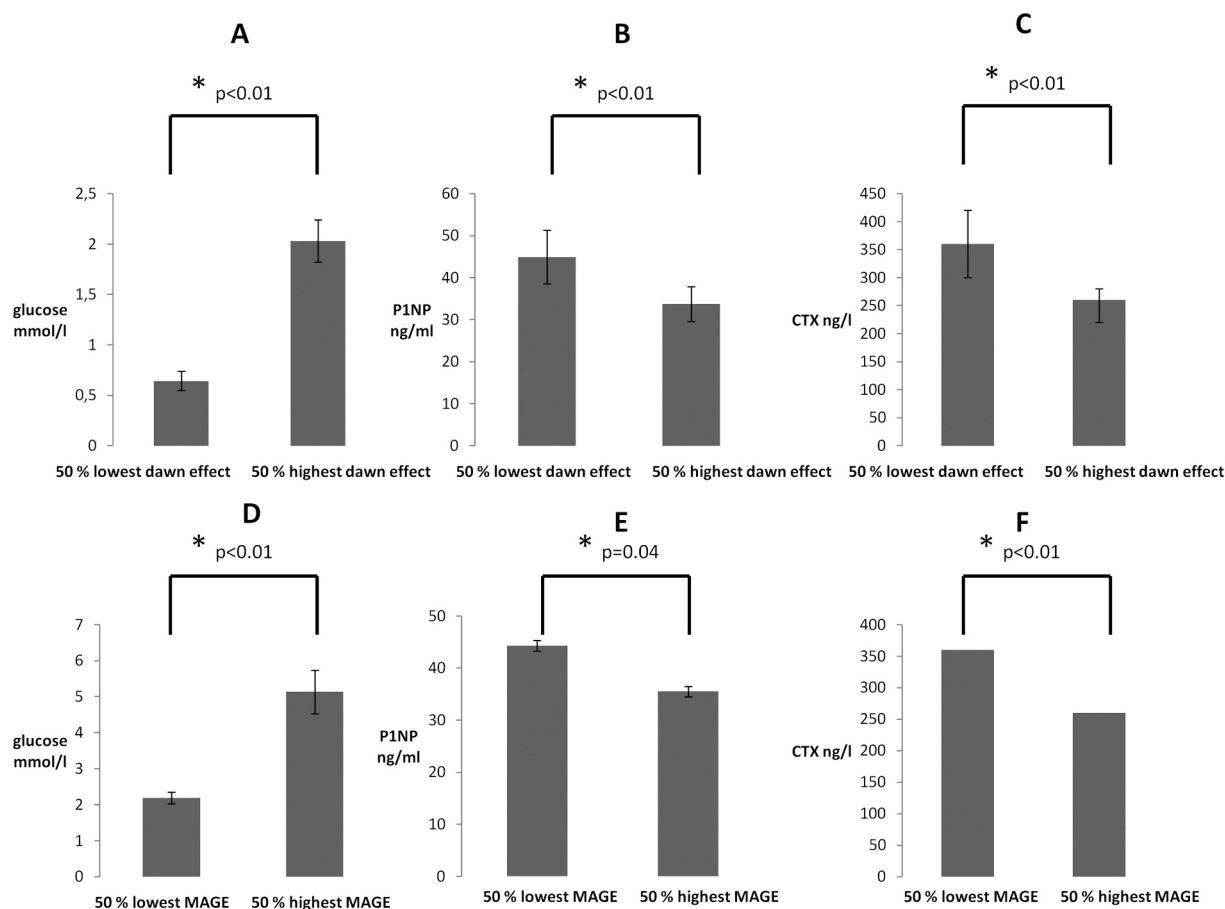 A
* p<0.01
2,5
2
1,5
1
0,5
0
glucose
mmol/l
50 % lowest dawn effect
50 % highest dawn effect
B
* p<0.01
60
50
40
30
20
10
0
P1NP
ng/ml
50 % lowest dawn effect
50 % highest dawn effect
C
* p<0.01
450
400
350
300
250
200
150
100
50
0
CTX ng/l
50 % lowest dawn effect
50 % highest dawn effect
D
* p<0.01
7
6
5
4
3
2
1
0
glucose
mmol/l
50 % lowest MAGE
50 % highest MAGE
E
* p=0.04
50
40
30
20
10
0
P1NP
ng/ml
50 % lowest MAGE
50 % highest MAGE
F
* p<0.01
400
350
300
250
200
150
100
50
0
CTX ng/l
50 % lowest MAGE
50 % highest MAGE